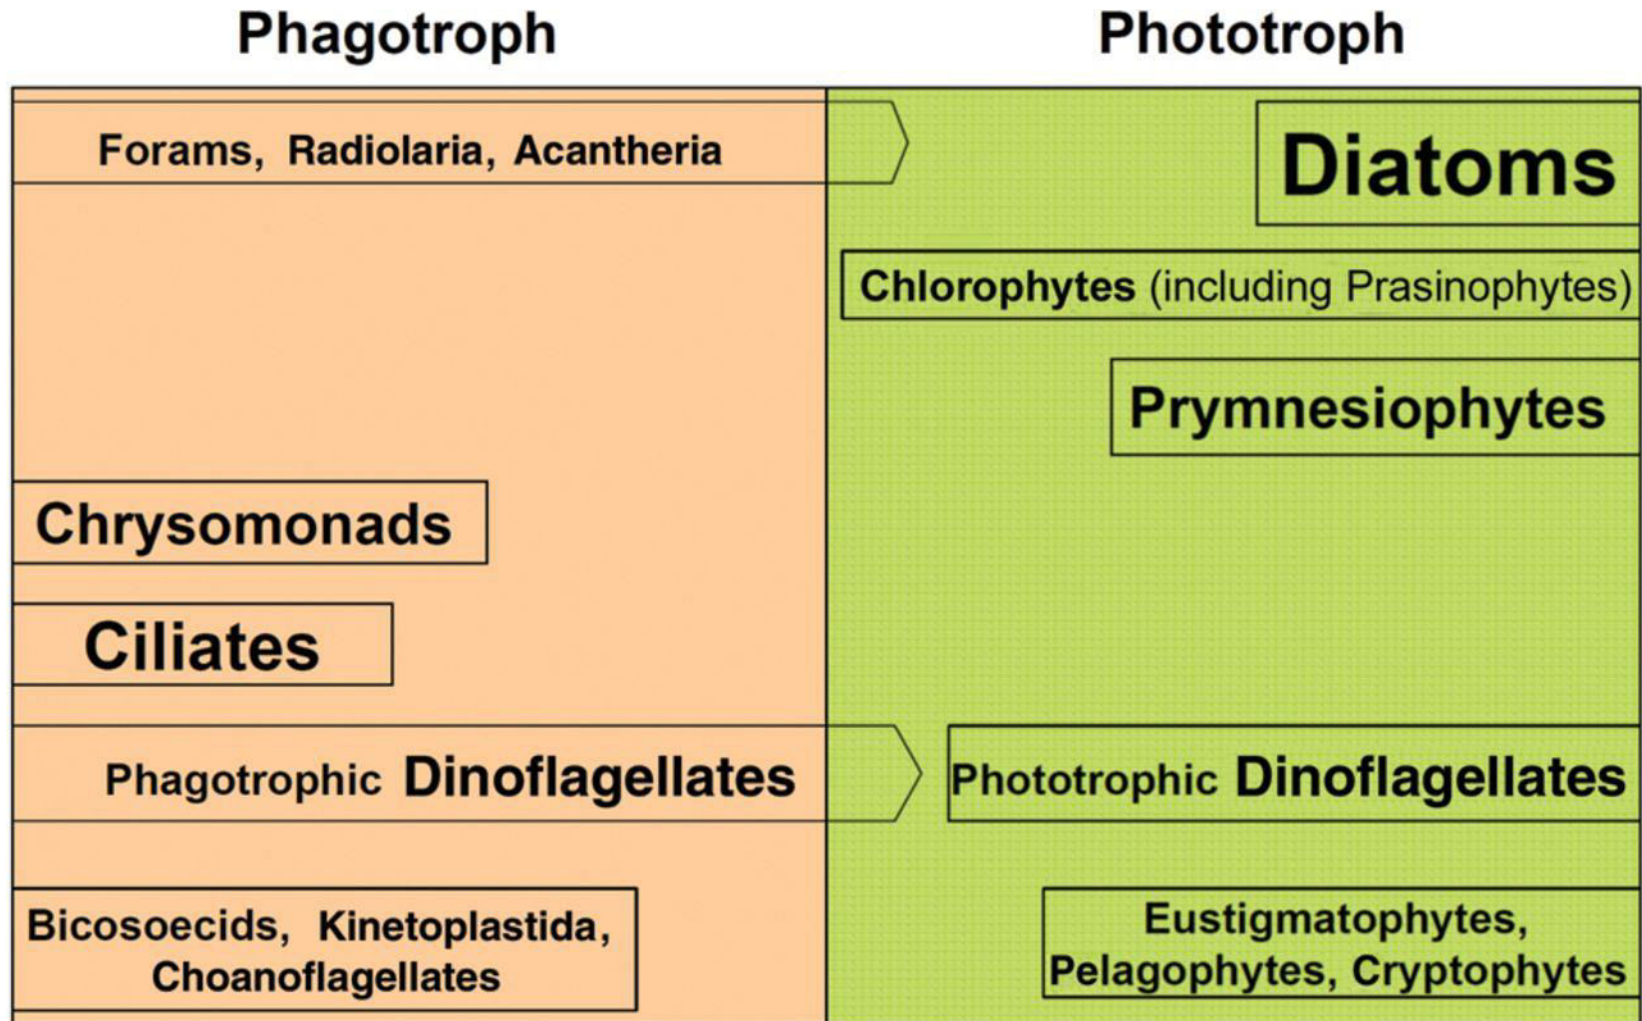 Phagotroph
Phototroph
Forams, Radiolaria, Acantheria
Diatoms
Chlorophytes (including Prasinophytes)
Prymnesiophytes
Chrysomonads
Ciliates
Phagotrophic Dinoflagellates
Phototrophic Dinoflagellates
Bicosoecids, Kinetoplastida,
Choanoflagellates
Eustigmatophytes,
Pelagophytes, Cryptophytes